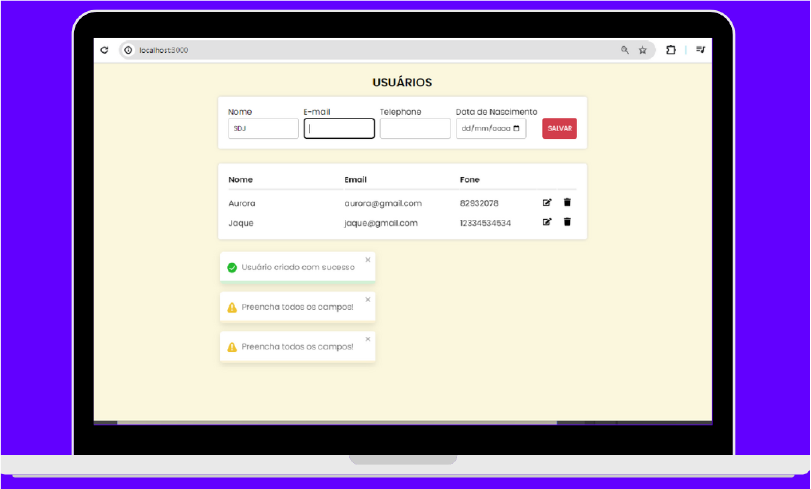 localhost:3000
USUÁRIOS
Nome E-mail Telephone Data de Nascimento
SDJ dd/mm/aaaa SALVAR
Nome Email Fone
Aurora aurora@gmail.com 82932078
Jaque jaque@gmail.com 12334534534
Usuário criado com sucesso
Preencha todos os campos!
Preencha todos os campos!